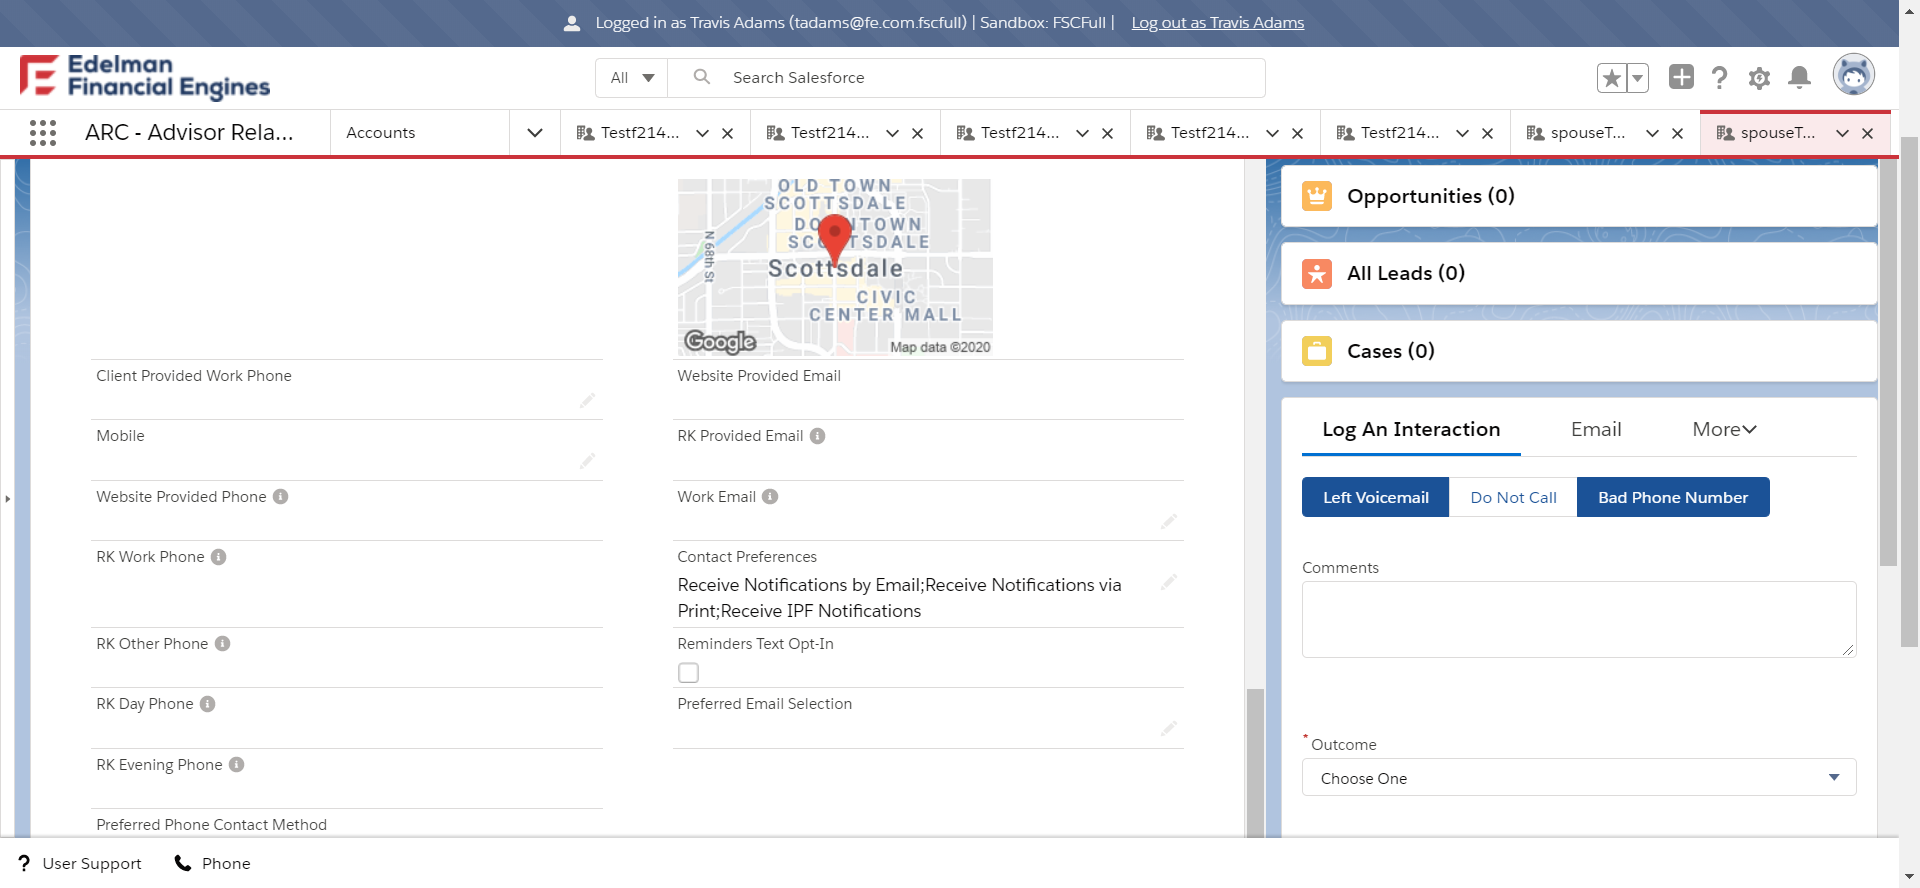 Logged in as Travis Adams (tadams@fe.com.fscfull) | Sandbox: FSCFull | Log out as Travis Adams
Edelman
Financial Engines
All
Search Salesforce
ARC - Advisor Rela...
Accounts
Testf214...
Testf214...
Testf214...
Testf214...
Testf214...
spouseT...
spouseT...
OLD TOWN
SCOTTSDALE
DOWNTOWN
SCOTTSDALE
N 68th St
Scottsdale
CIVIC
CENTER MALL
Google
Map data ©2020
Client Provided Work Phone
Website Provided Email
Mobile
RK Provided Email
Website Provided Phone
Work Email
RK Work Phone
Contact Preferences
Receive Notifications by Email;Receive Notifications via
Print;Receive IPF Notifications
RK Other Phone
Reminders Text Opt-In
RK Day Phone
Preferred Email Selection
RK Evening Phone
Preferred Phone Contact Method
Opportunities (0)
All Leads (0)
Cases (0)
Log An Interaction
Email
More
Left Voicemail
Do Not Call
Bad Phone Number
Comments
* Outcome
Choose One
? User Support
Phone